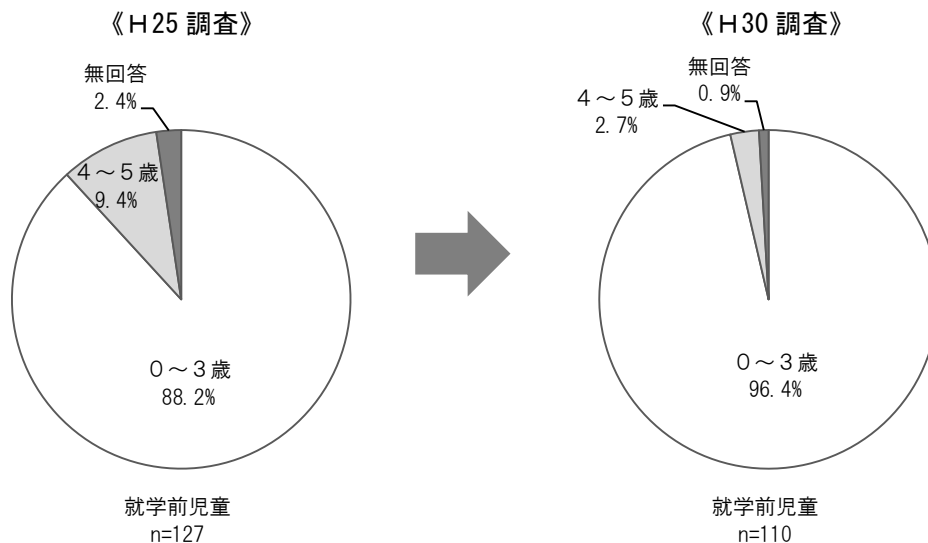 《Ｈ25 調査》
無回答
2.4%
４～５歳
9.4%
０～３歳
88.2%
就学前児童
n=127
《Ｈ30 調査》
無回答
0.9%
４～５歳
2.7%
０～３歳
96.4%
就学前児童
n=110